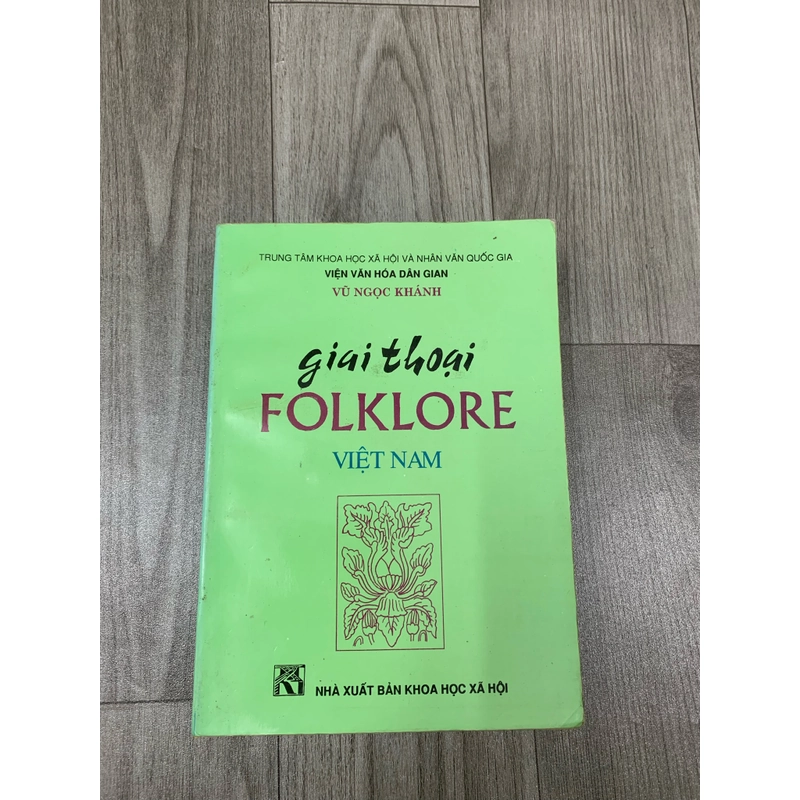 TRUNG TÂM KHOA HỌC XÃ HỘI VÀ NHÂN VĂN QUỐC GIA
VIỆN VĂN HÓA DÂN GIAN
VŨ NGỌC KHÁNH
giai thoại
FOLKLORE
VIỆT NAM
NHÀ XUẤT BẢN KHOA HỌC XÃ HỘI